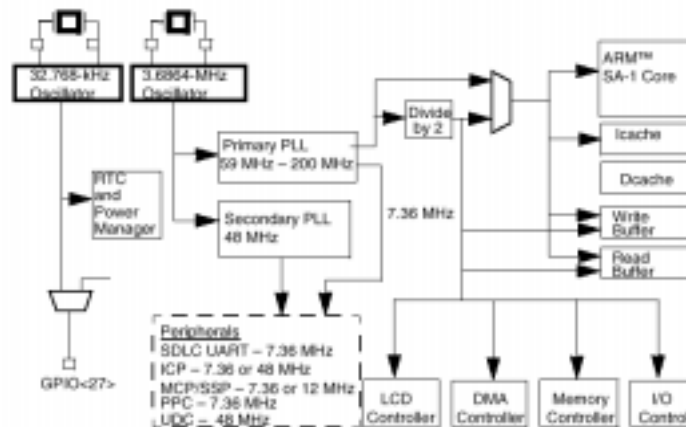 32.768-kHz
Oscillator
3.6864-MHz
Oscillator
ARM™
SA-1 Core
Divide
by 2
Primary PLL
59 MHz – 200 MHz
Icache
Dcache
RTC
and
Power
Manager
Secondary PLL
48 MHz
7.36 MHz
Write
Buffer
Read
Buffer
GPIO<27>
Peripherals
SDLC UART – 7.36 MHz
ICP – 7.36 or 48 MHz
MCP/SSP – 7.36 or 12 MHz
PPC – 7.36 MHz
UDC – 48 MHz
LCD
Controller
DMA
Controller
Memory
Controller
I/O
Control